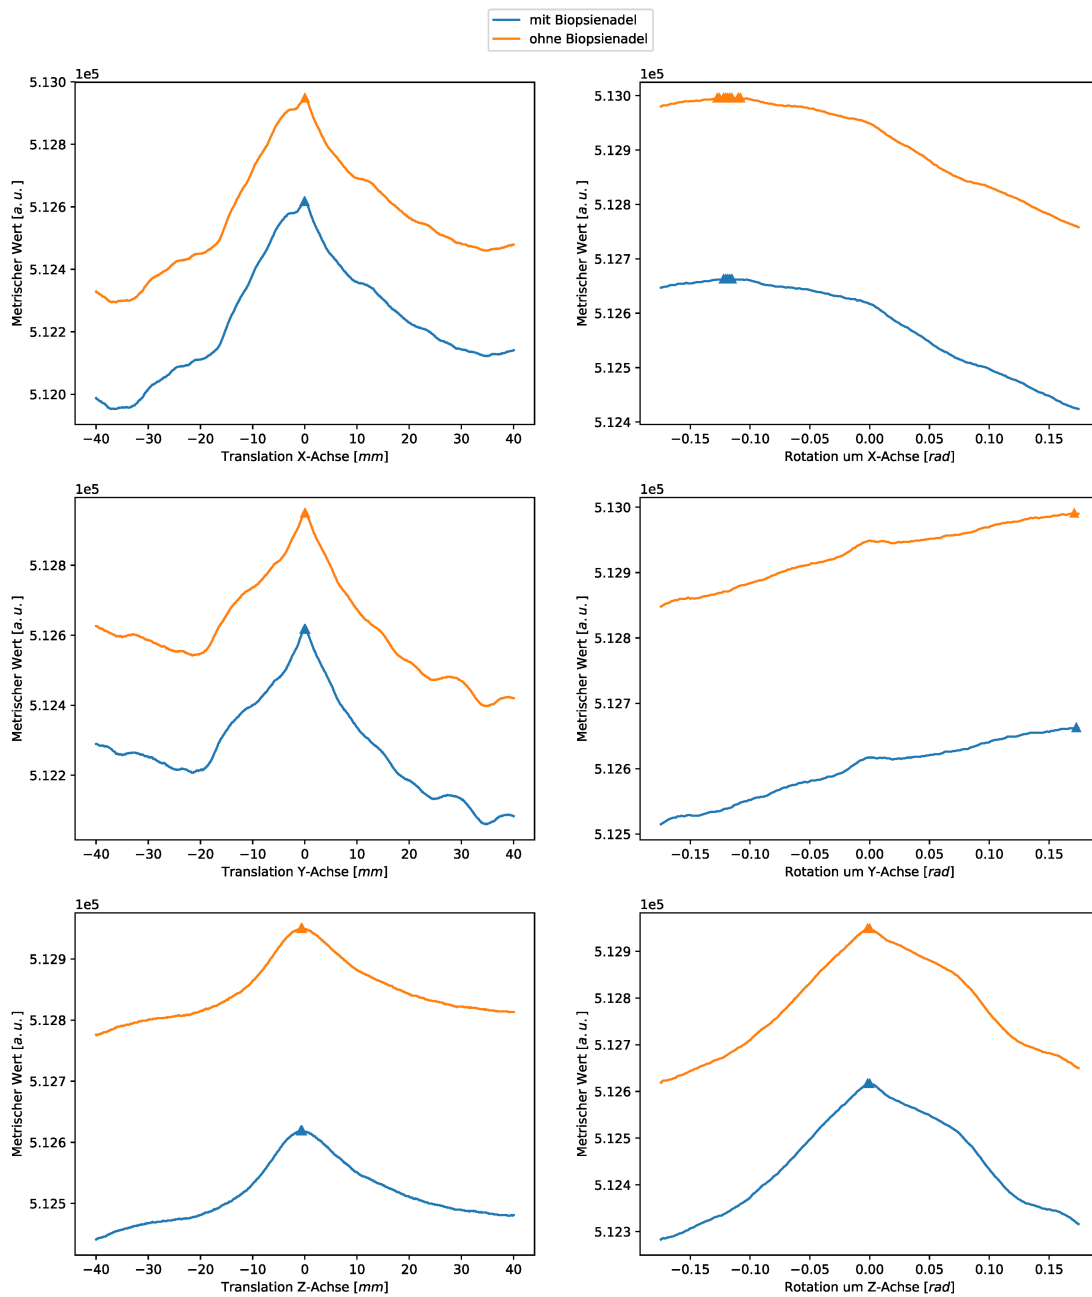 mit Biopsienadel
ohne Biopsienadel
1e5
5.130
5.128
5.126
5.124
5.122
5.120
Metrischer Wert [a.u.]
−40 −30 −20 −10 0 10 20 30 40
Translation X-Achse [mm]
1e5
5.130
5.129
5.128
5.127
5.126
5.125
5.124
Metrischer Wert [a.u.]
−0.15 −0.10 −0.05 0.00 0.05 0.10 0.15
Rotation um X-Achse [rad]
1e5
5.128
5.126
5.124
5.122
Metrischer Wert [a.u.]
−40 −30 −20 −10 0 10 20 30 40
Translation Y-Achse [mm]
1e5
5.130
5.129
5.128
5.127
5.126
5.125
Metrischer Wert [a.u.]
−0.15 −0.10 −0.05 0.00 0.05 0.10 0.15
Rotation um Y-Achse [rad]
1e5
5.129
5.128
5.127
5.126
5.125
Metrischer Wert [a.u.]
−40 −30 −20 −10 0 10 20 30 40
Translation Z-Achse [mm]
1e5
5.129
5.128
5.127
5.126
5.125
5.124
5.123
Metrischer Wert [a.u.]
−0.15 −0.10 −0.05 0.00 0.05 0.10 0.15
Rotation um Z-Achse [rad]